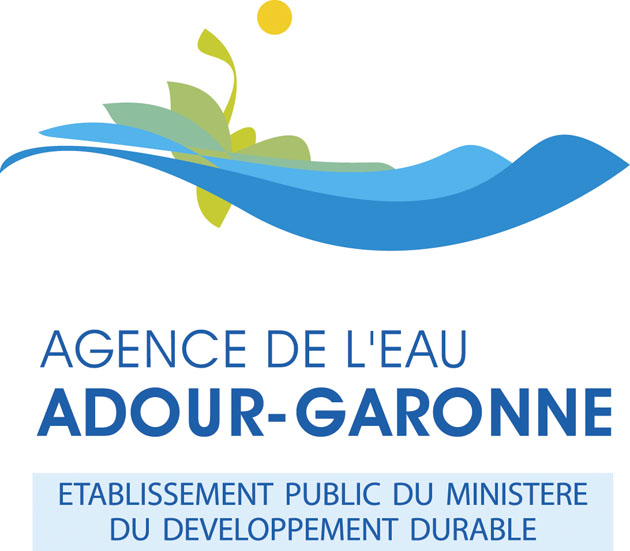 AGENCE DE L'EAU
ADOUR-GARONNE
ETABLISSEMENT PUBLIC DU MINISTERE
DU DEVELOPPEMENT DURABLE